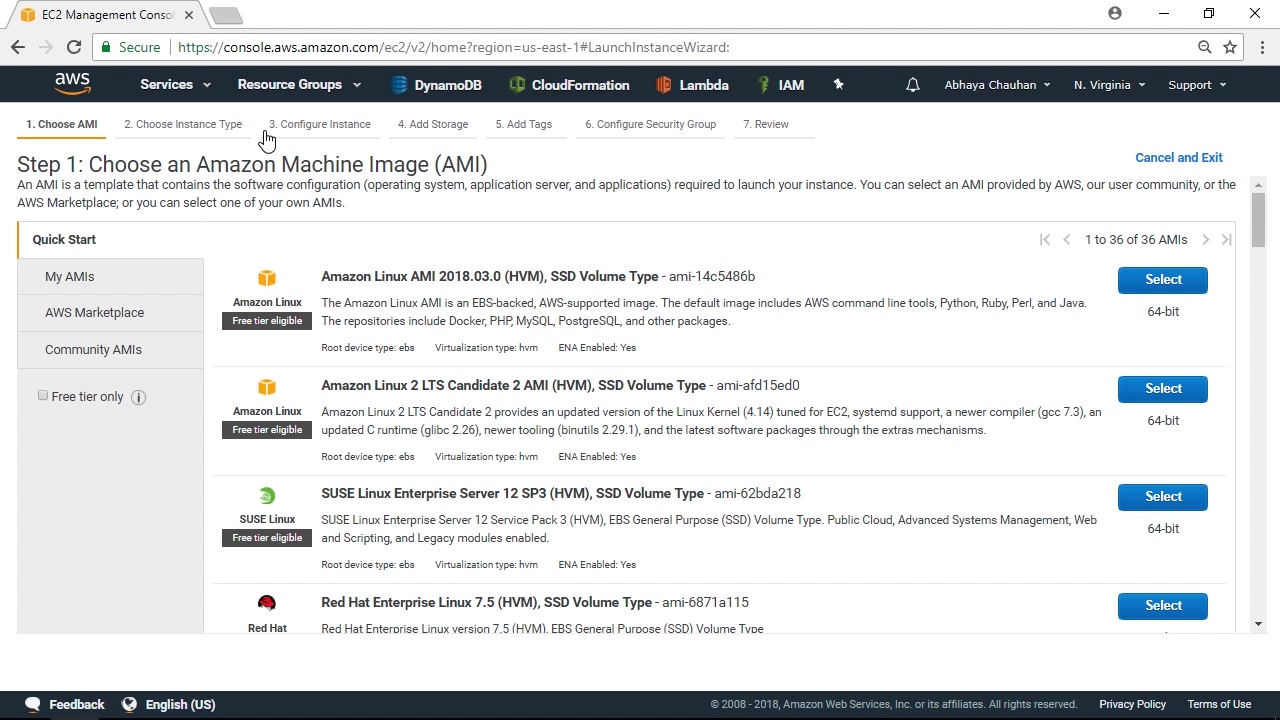 EC2 Management Conso
Secure https://console.aws.amazon.com/ec2/v2/home?region=us-east-1#LaunchInstanceWizard:
aws Services Resource Groups DynamoDB CloudFormation Lambda IAM Abhaya Chauhan N. Virginia Support
1. Choose AMI 2. Choose Instance Type 3. Configure Instance 4. Add Storage 5. Add Tags 6. Configure Security Group 7. Review
Step 1: Choose an Amazon Machine Image (AMI)
Cancel and Exit
An AMI is a template that contains the software configuration (operating system, application server, and applications) required to launch your instance. You can select an AMI provided by AWS, our user community, or the
AWS Marketplace; or you can select one of your own AMIs.
Quick Start
1 to 36 of 36 AMIs
My AMIs
AWS Marketplace
Community AMIs
Free tier only
Amazon Linux
Free tier eligible
Amazon Linux AMI 2018.03.0 (HVM), SSD Volume Type - ami-14c5486b
The Amazon Linux AMI is an EBS-backed, AWS-supported image. The default image includes AWS command line tools, Python, Ruby, Perl, and Java.
The repositories include Docker, PHP, MySQL, PostgreSQL, and other packages.
Root device type: ebs Virtualization type: hvm ENA Enabled: Yes
Select
64-bit
Amazon Linux
Free tier eligible
Amazon Linux 2 LTS Candidate 2 AMI (HVM), SSD Volume Type - ami-afd15ed0
Amazon Linux 2 LTS Candidate 2 provides an updated version of the Linux Kernel (4.14) tuned for EC2, systemd support, a newer compiler (gcc 7.3), an
updated C runtime (glibc 2.26), newer tooling (binutils 2.29.1), and the latest software packages through the extras mechanisms.
Root device type: ebs Virtualization type: hvm ENA Enabled: Yes
Select
64-bit
SUSE Linux
Free tier eligible
SUSE Linux Enterprise Server 12 SP3 (HVM), SSD Volume Type - ami-62bda218
SUSE Linux Enterprise Server 12 Service Pack 3 (HVM), EBS General Purpose (SSD) Volume Type. Public Cloud, Advanced Systems Management, Web
and Scripting, and Legacy modules enabled.
Root device type: ebs Virtualization type: hvm ENA Enabled: Yes
Select
64-bit
Red Hat
Red Hat Enterprise Linux 7.5 (HVM), SSD Volume Type - ami-6871a115
Red Hat Enterprise Linux version 7.5 (HVM), EBS General Purpose (SSD) Volume Type
Select
Feedback English (US) © 2008 - 2018, Amazon Web Services, Inc. or its affiliates. All rights reserved. Privacy Policy Terms of Use